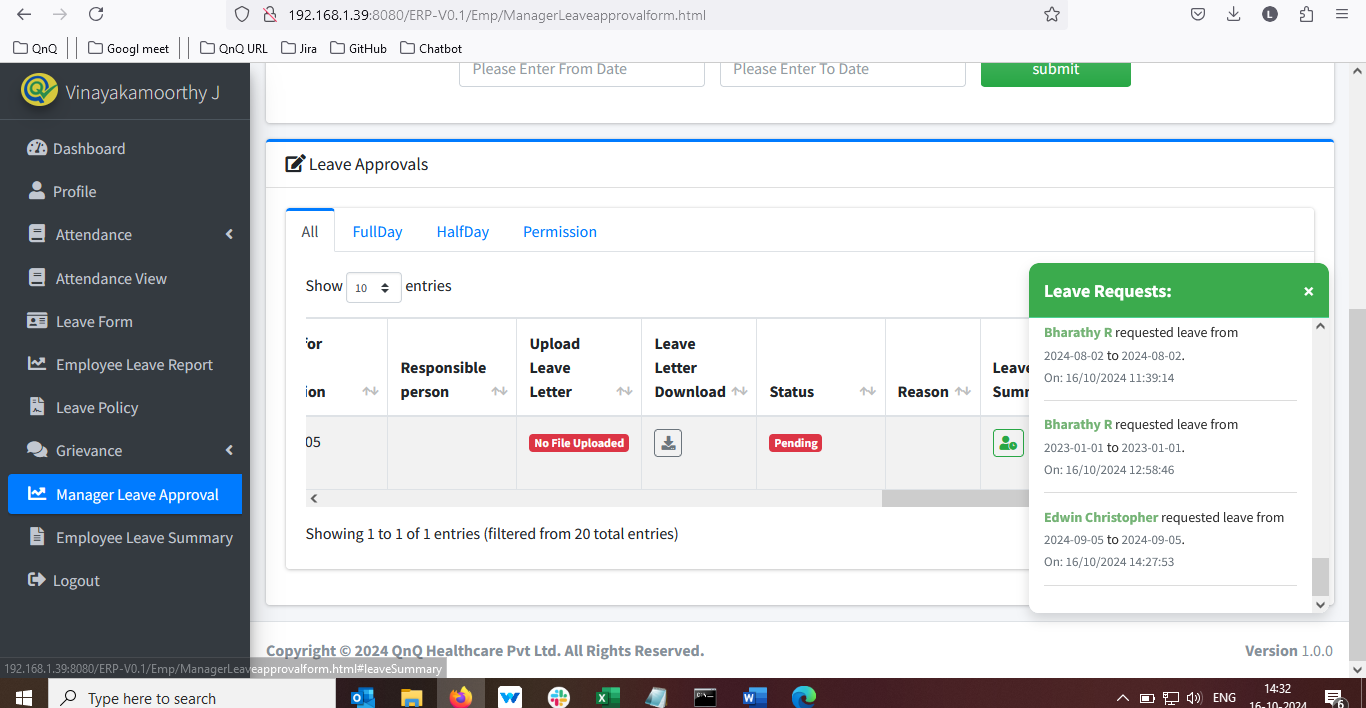 192.168.1.39:8080/ERP-V0.1/Emp/ManagerLeaveapprovalform.html
L
QnQ
Googl meet
QnQ URL
Jira
GitHub
Chatbot
Vinayakamoorthy J
Dashboard
Profile
Attendance
Attendance View
Leave Form
Employee Leave Report
Leave Policy
Grievance
Manager Leave Approval
Employee Leave Summary
Logout
Please Enter From Date
Please Enter To Date
submit
Leave Approvals
All
FullDay
HalfDay
Permission
Show 10 entries
Responsible
person
Upload
Leave
Letter
Leave
Letter
Download
Status
Reason
05
No File Uploaded
Pending
Showing 1 to 1 of 1 entries (filtered from 20 total entries)
Leave Requests:
×
Bharathy R requested leave from
2024-08-02 to 2024-08-02.
On: 16/10/2024 11:39:14
Bharathy R requested leave from
2023-01-01 to 2023-01-01.
On: 16/10/2024 12:58:46
Edwin Christopher requested leave from
2024-09-05 to 2024-09-05.
On: 16/10/2024 14:27:53
Copyright © 2024 QnQ Healthcare Pvt Ltd. All Rights Reserved.
Version 1.0.0
192.168.1.39:8080/ERP-V0.1/Emp/ManagerLeaveapprovalform.html#leaveSummary
Type here to search
ENG
14:32
16-10-2024
6